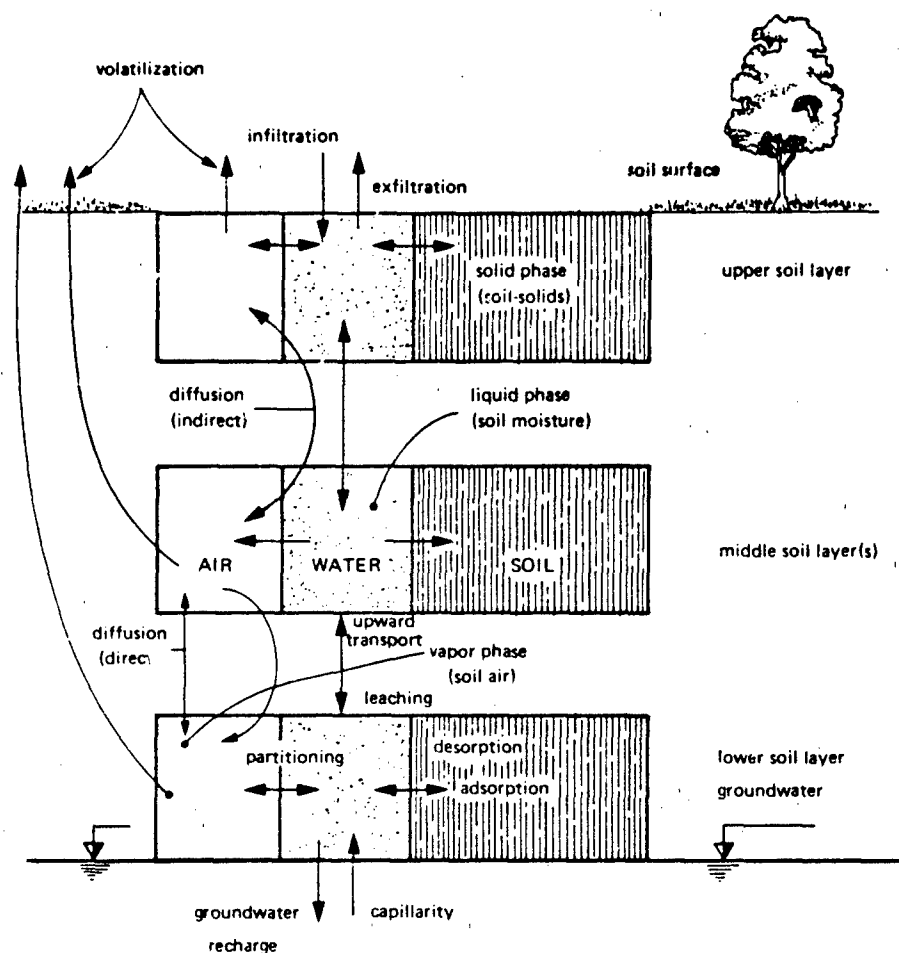 volatilization
infiltration
exfiltration
soil surface
solid phase
(soil-solids)
upper soil layer
diffusion
(indirect)
liquid phase
(soil moisture)
AIR
WATER
SOIL
middle soil layer(s)
diffusion
(direct)
upward
transport
vapor phase
(soil air)
leaching
partitioning
desorption
adsorption
lower soil layer
groundwater
groundwater
recharge
capillarity